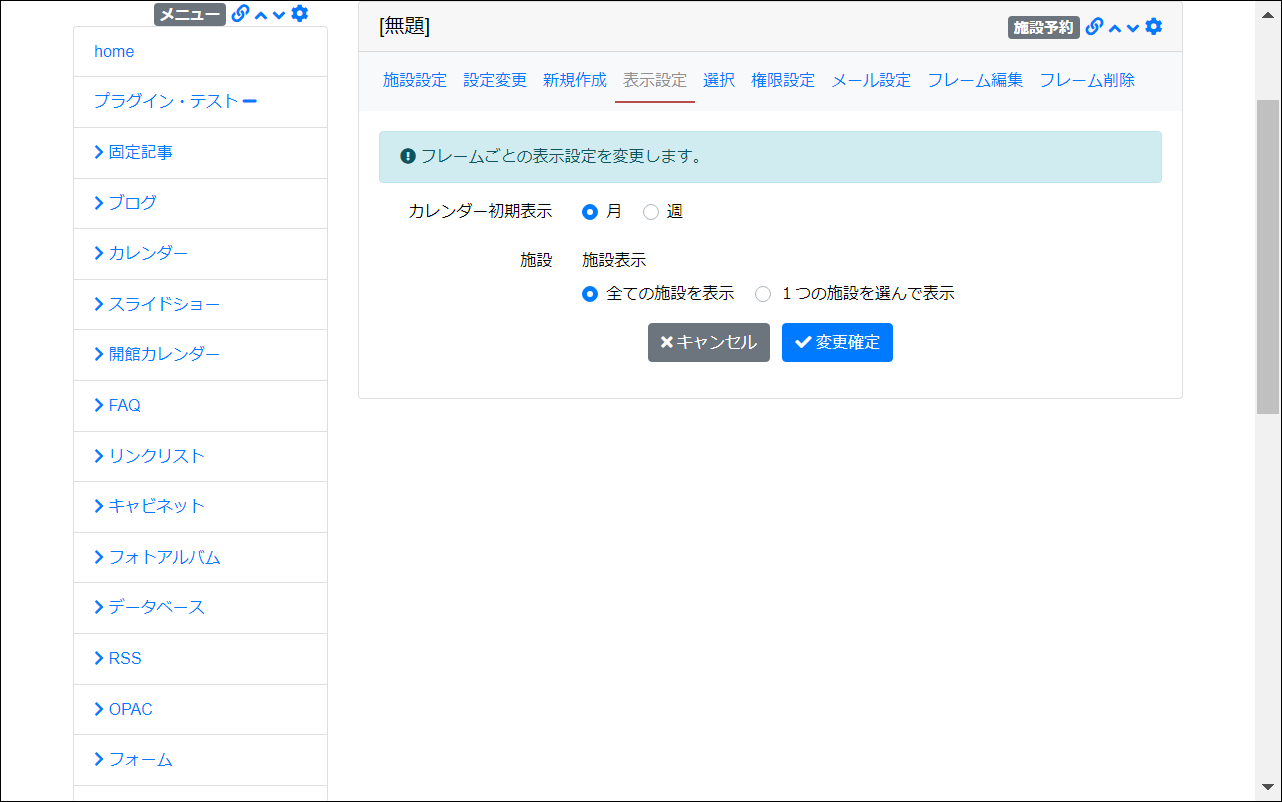 メニュー
home
プラグイン・テスト
固定記事
ブログ
カレンダー
スライドショー
開館カレンダー
FAQ
リンクリスト
キャビネット
フォトアルバム
データベース
RSS
OPAC
フォーム
[無題]
施設予約
施設設定 設定変更 新規作成 表示設定 選択 権限設定 メール設定 フレーム編集 フレーム削除
フレームごとの表示設定を変更します。
カレンダー初期表示 月 週
施設 施設表示
全ての施設を表示 1つの施設を選んで表示
キャンセル 変更確定